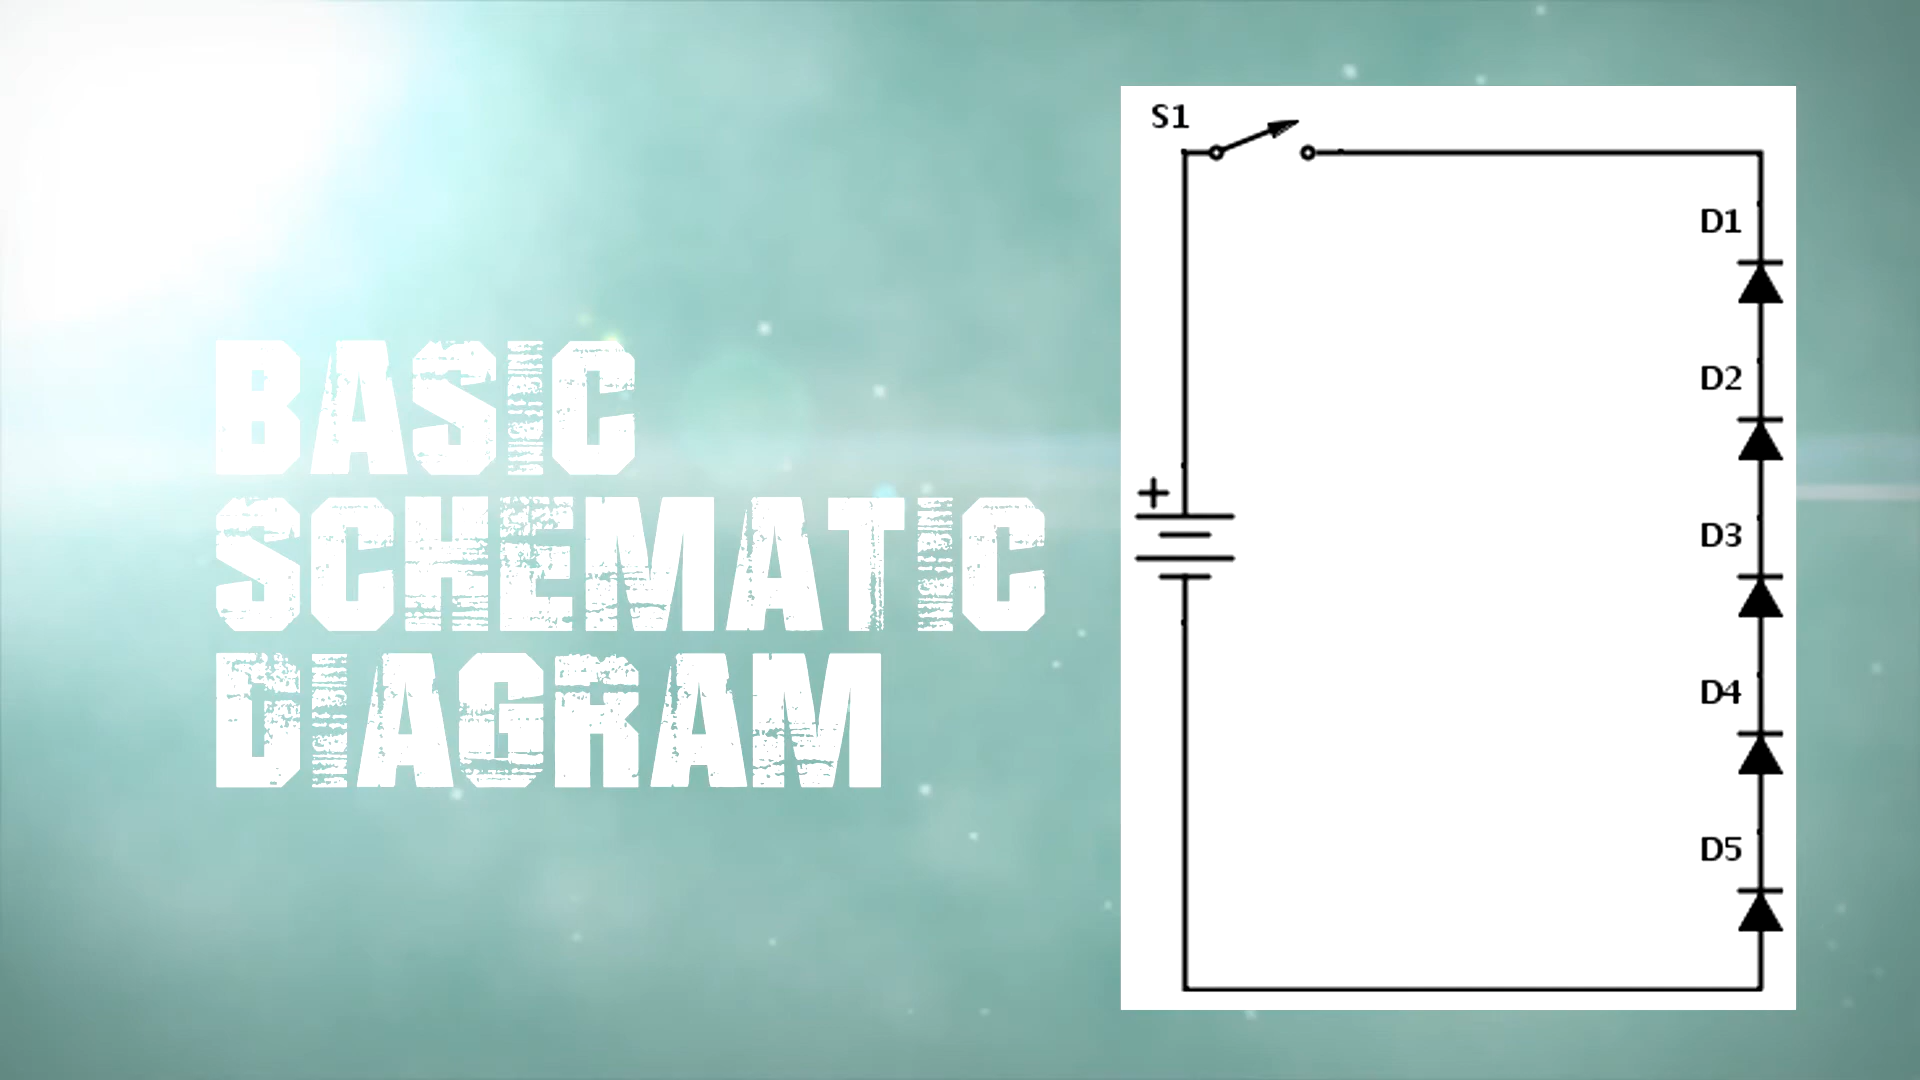 BASIC
SCHEMATIC
DIAGRAM
S1
D1
D2
+
D3
D4
D5